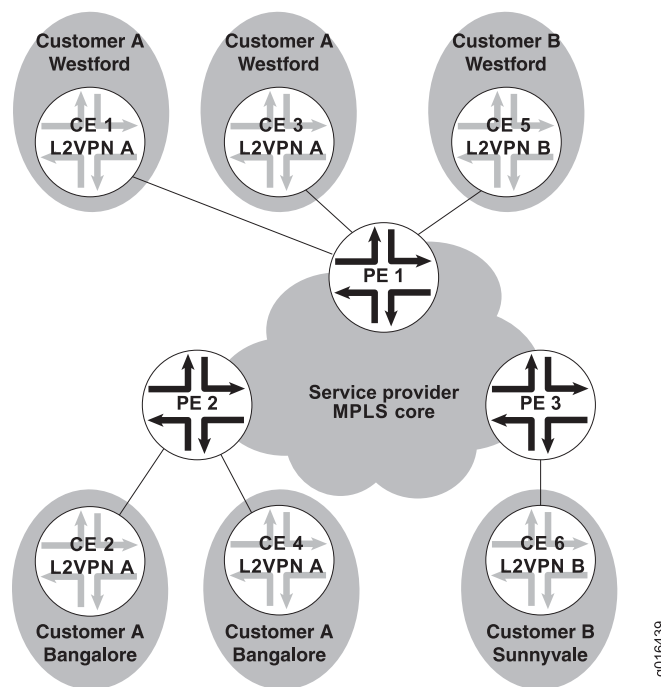 Customer A
Westford
Customer A
Westford
Customer B
Westford
CE 1
L2VPN A
CE 3
L2VPN A
CE 5
L2VPN B
PE 1
PE 2
Service provider
MPLS core
PE 3
CE 2
L2VPN A
CE 4
L2VPN A
CE 6
L2VPN B
Customer A
Bangalore
Customer A
Bangalore
Customer B
Sunnyvale
g016439